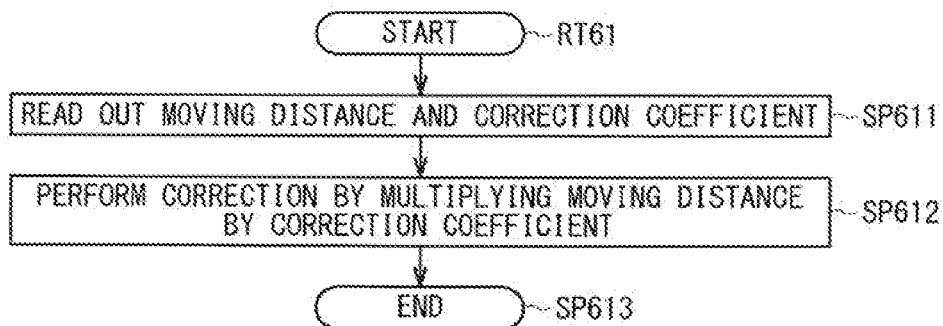 START RT61
READ OUT MOVING DISTANCE AND CORRECTION COEFFICIENT SP611
PERFORM CORRECTION BY MULTIPLYING MOVING DISTANCE
BY CORRECTION COEFFICIENT SP612
END SP613